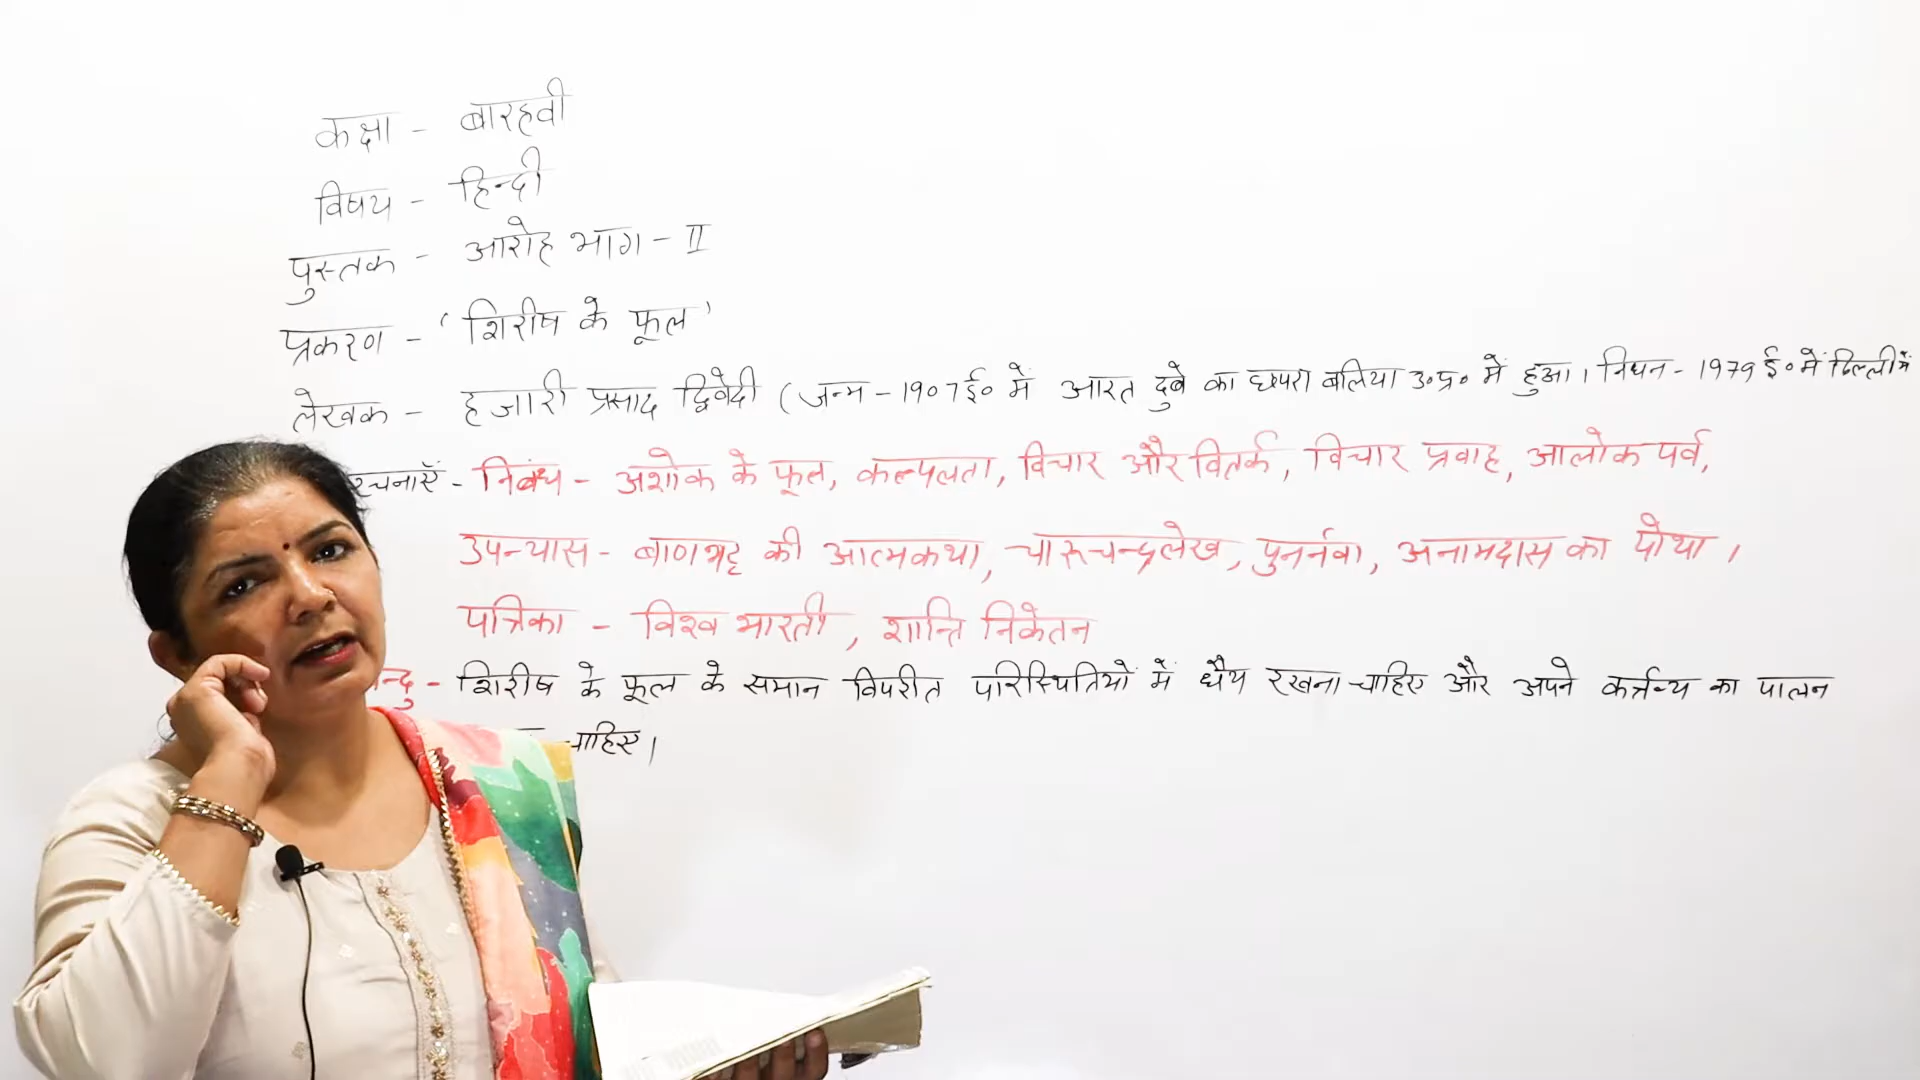 कक्षा - बारहवी
विषय - हिन्दी
पुस्तक - आरोह भाग - II
प्रकरण - 'शिरीष के फूल'
लेखक - हजारी प्रसाद द्विवेदी (जन्म - 1907 ई० में आरत दुबे का छपरा बलिया उ०प्र० में हुआ। निधन - 1979 ई० में दिल्ली में
रचनाएँ - निबंध - अशोक के फूल, कल्पलता, विचार और वितर्क, विचार प्रवाह, आलोक पर्व,
उपन्यास - बाणभट्ट की आत्मकथा, चारूचन्द्रलेख, पुनर्नवा, अनामदास का पोथा ।
पत्रिका - विश्व भारती, शान्ति निकेतन
न्दु - शिरीष के फूल के समान विपरीत परिस्थितियों में धैर्य रखना चाहिए और अपने कर्त्तव्य का पालन
चाहिए।